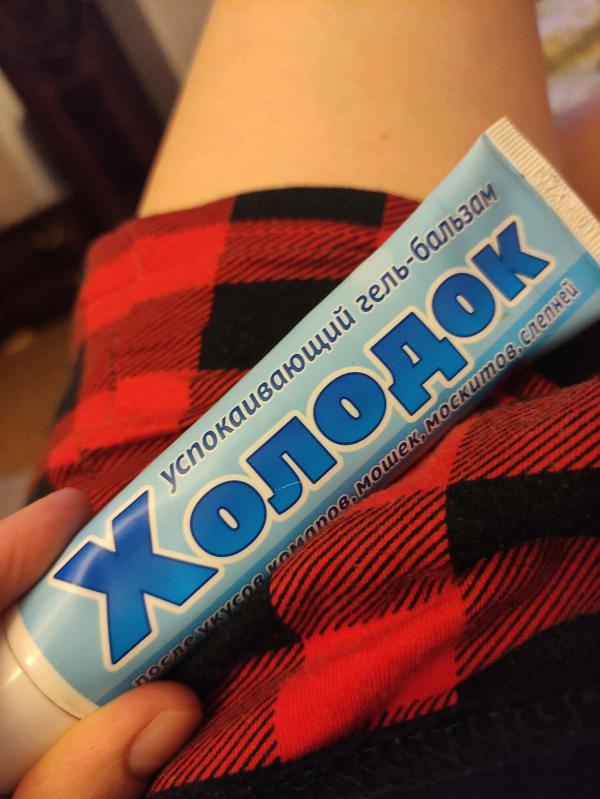 успокаивающий гель-бальзам
Холодок
после укусов комаров, мошек, москитов, слепней